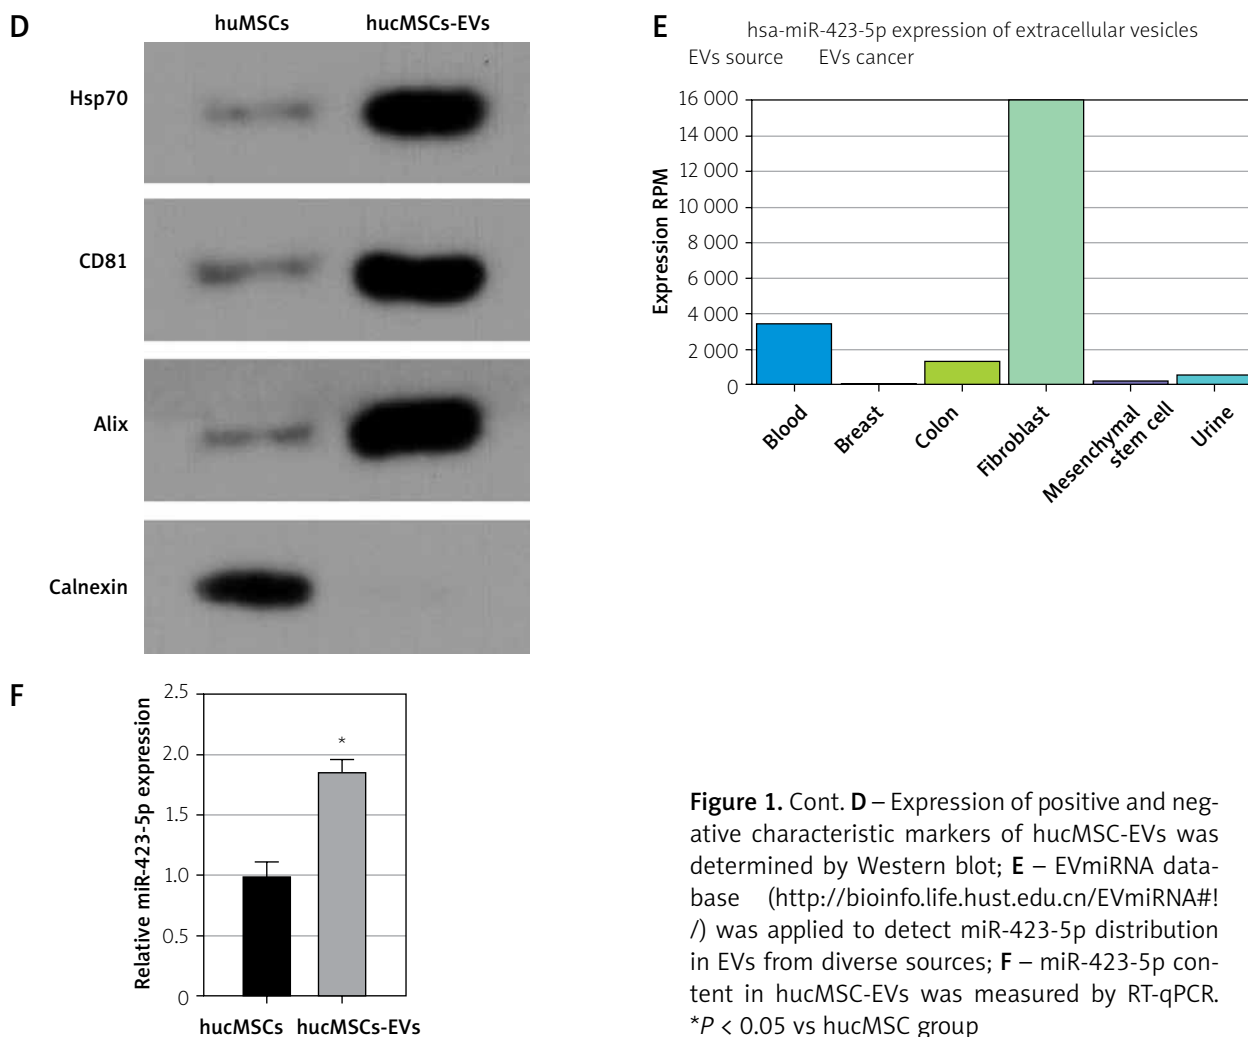 D
huMSCs hucMSCs-EVs
Hsp70
CD81
Alix
Calnexin
E
hsa-miR-423-5p expression of extracellular vesicles
EVs source EVs cancer
Expression RPM
16 000
14 000
12 000
10 000
8 000
6 000
4 000
2 000
0
Blood
Breast
Colon
Fibroblast
Mesenchymal
stem cell
Urine
F
Relative miR-423-5p expression
2.5
2.0
1.5
1.0
0.5
0
*
hucMSCs hucMSCs-EVs
Figure 1. Cont. D – Expression of positive and neg-
ative characteristic markers of hucMSC-EVs was
determined by Western blot; E – EVmiRNA data-
base (http://bioinfo.life.hust.edu.cn/EVmiRNA#!
/) was applied to detect miR-423-5p distribution
in EVs from diverse sources; F – miR-423-5p con-
tent in hucMSC-EVs was measured by RT-qPCR.
*P < 0.05 vs hucMSC group